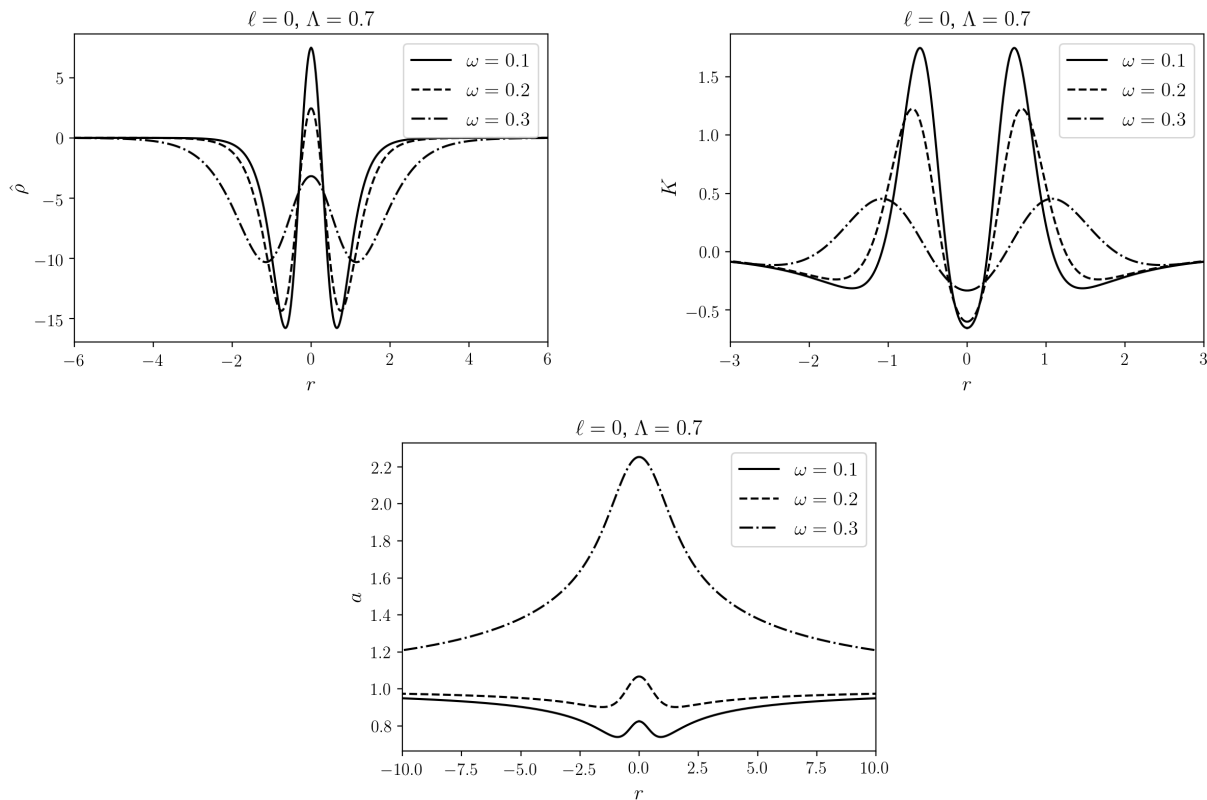 ℓ = 0, Λ = 0.7
ω = 0.1
ω = 0.2
ω = 0.3
5
0
−5
−10
−15
ρ̂
−6 −4 −2 0 2 4 6
r
ℓ = 0, Λ = 0.7
ω = 0.1
ω = 0.2
ω = 0.3
1.5
1.0
0.5
0.0
−0.5
K
−3 −2 −1 0 1 2 3
r
ℓ = 0, Λ = 0.7
ω = 0.1
ω = 0.2
ω = 0.3
2.2
2.0
1.8
1.6
1.4
1.2
1.0
0.8
a
−10.0 −7.5 −5.0 −2.5 0.0 2.5 5.0 7.5 10.0
r